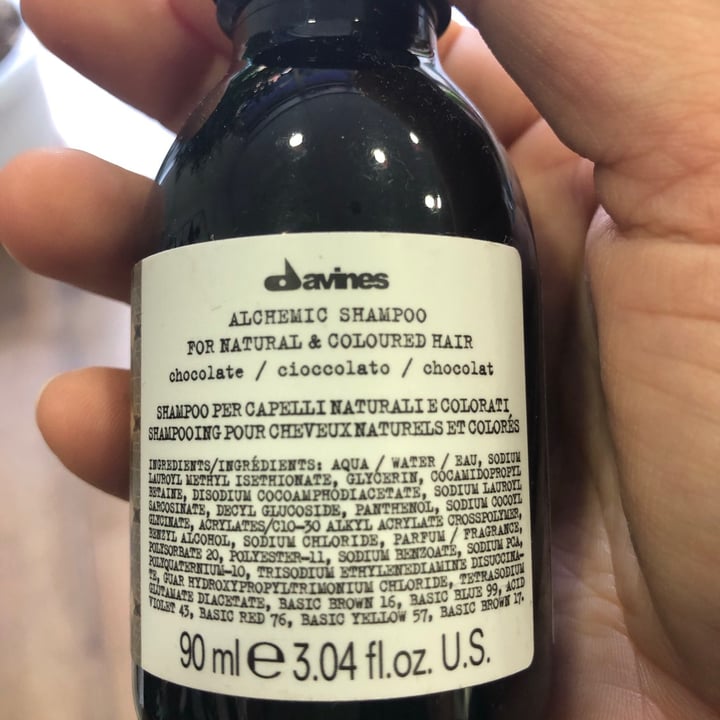 davines
ALCHEMIC SHAMPOO
FOR NATURAL & COLOURED HAIR
chocolate / cioccolato / chocolat
SHAMPOO PER CAPELLI NATURALI E COLORATI
SHAMPOOING POUR CHEVEUX NATURELS ET COLORÉS
INGREDIENTS/INGRÉDIENTS: AQUA / WATER / EAU, SODIUM
LAUROYL METHYL ISETHIONATE, GLYCERIN, COCAMIDOPROPYL
BETAINE, DISODIUM COCOAMPHODIACETATE, SODIUM LAUROYL
SARCOSINATE, DECYL GLUCOSIDE, PANTHENOL, SODIUM COCOYL
GLYCINATE, ACRYLATES/C10-30 ALKYL ACRYLATE CROSSPOLYMER,
BENZYL ALCOHOL, SODIUM CHLORIDE, PARFUM / FRAGRANCE,
POLYSORBATE 20, POLYESTER-11, SODIUM BENZOATE, SODIUM PCA,
POLYQUATERNIUM-10, TRISODIUM ETHYLENEDIAMINE DISUCCINA-
TE, GUAR HYDROXYPROPYLTRIMONIUM CHLORIDE, TETRASODIUM
GLUTAMATE DIACETATE, BASIC BROWN 16, BASIC BLUE 99, ACID
VIOLET 43, BASIC RED 76, BASIC YELLOW 57, BASIC BROWN 17.
90 ml e 3.04 fl.oz. U.S.